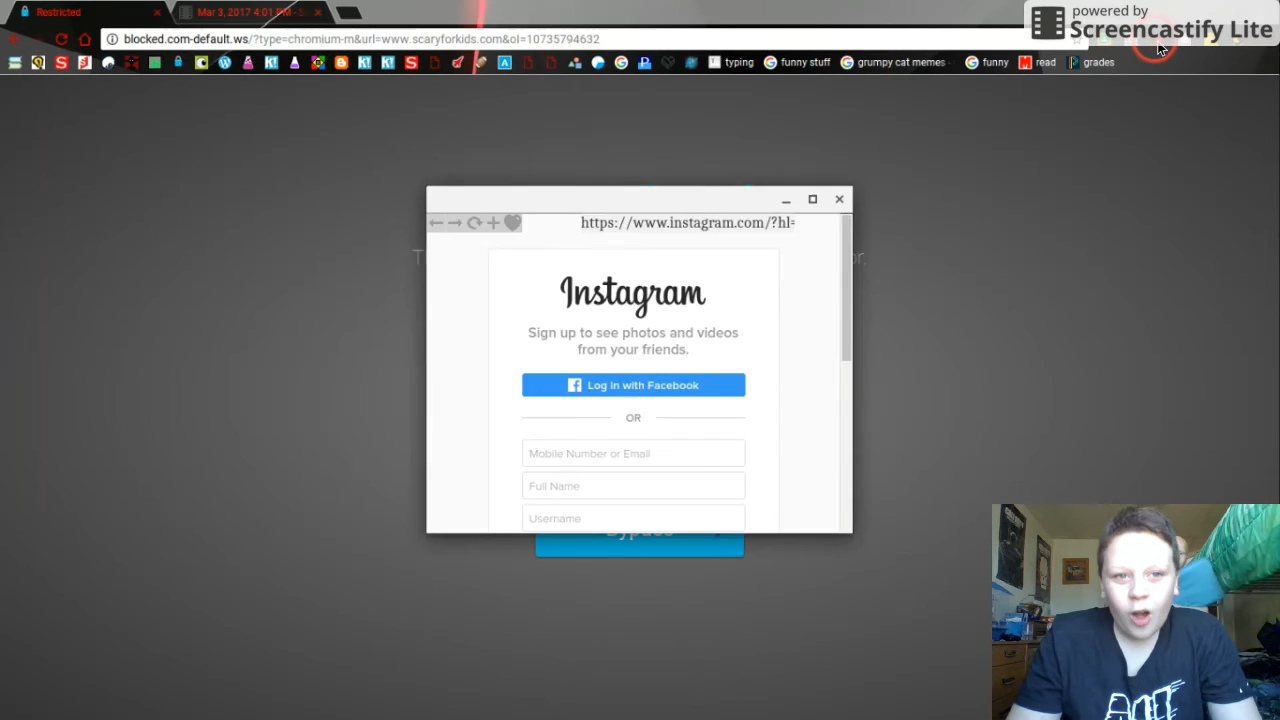 Restricted
Mar 3, 2017 4:01 PM - S
powered by
Screencastify Lite
blocked.com-default.ws/?type=chromium-m&url=www.scaryforkids.com&ol=10735794632
typing
funny stuff
grumpy cat memes
funny
read
grades
https://www.instagram.com/?hl=
Instagram
Sign up to see photos and videos
from your friends.
Log in with Facebook
OR
Mobile Number or Email
Full Name
Username
Bypass